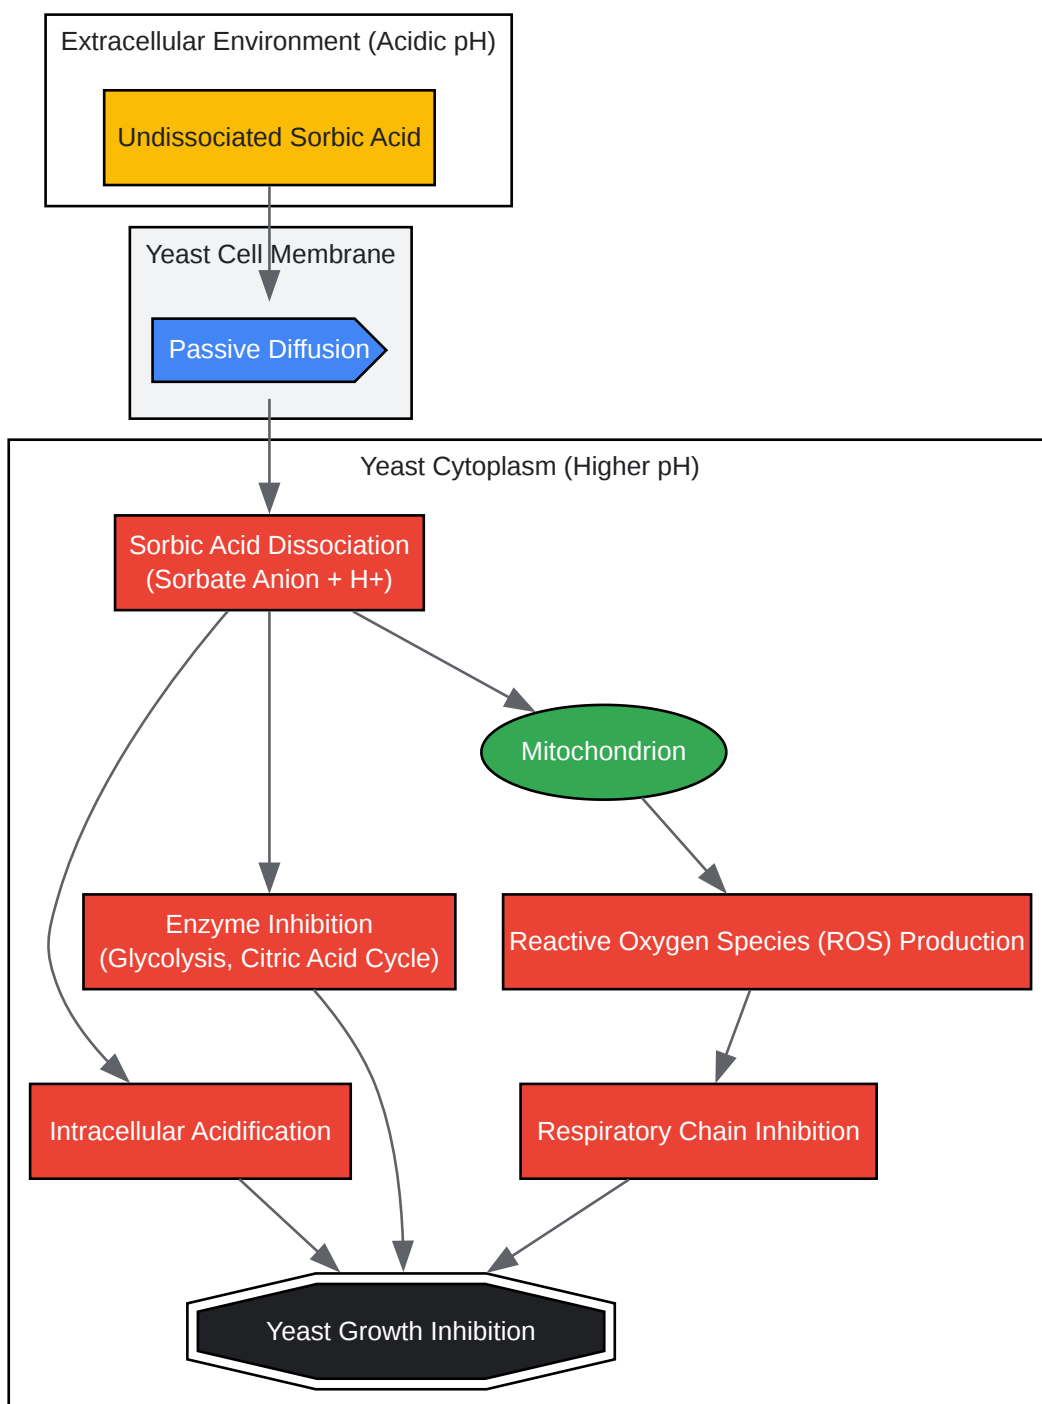 Extracellular Environment (Acidic pH)
Undissociated Sorbic Acid
Yeast Cell Membrane
Passive Diffusion
Yeast Cytoplasm (Higher pH)
Sorbic Acid Dissociation
(Sorbate Anion + H+)
Mitochondrion
Enzyme Inhibition
(Glycolysis, Citric Acid Cycle)
Reactive Oxygen Species (ROS) Production
Intracellular Acidification
Respiratory Chain Inhibition
Yeast Growth Inhibition